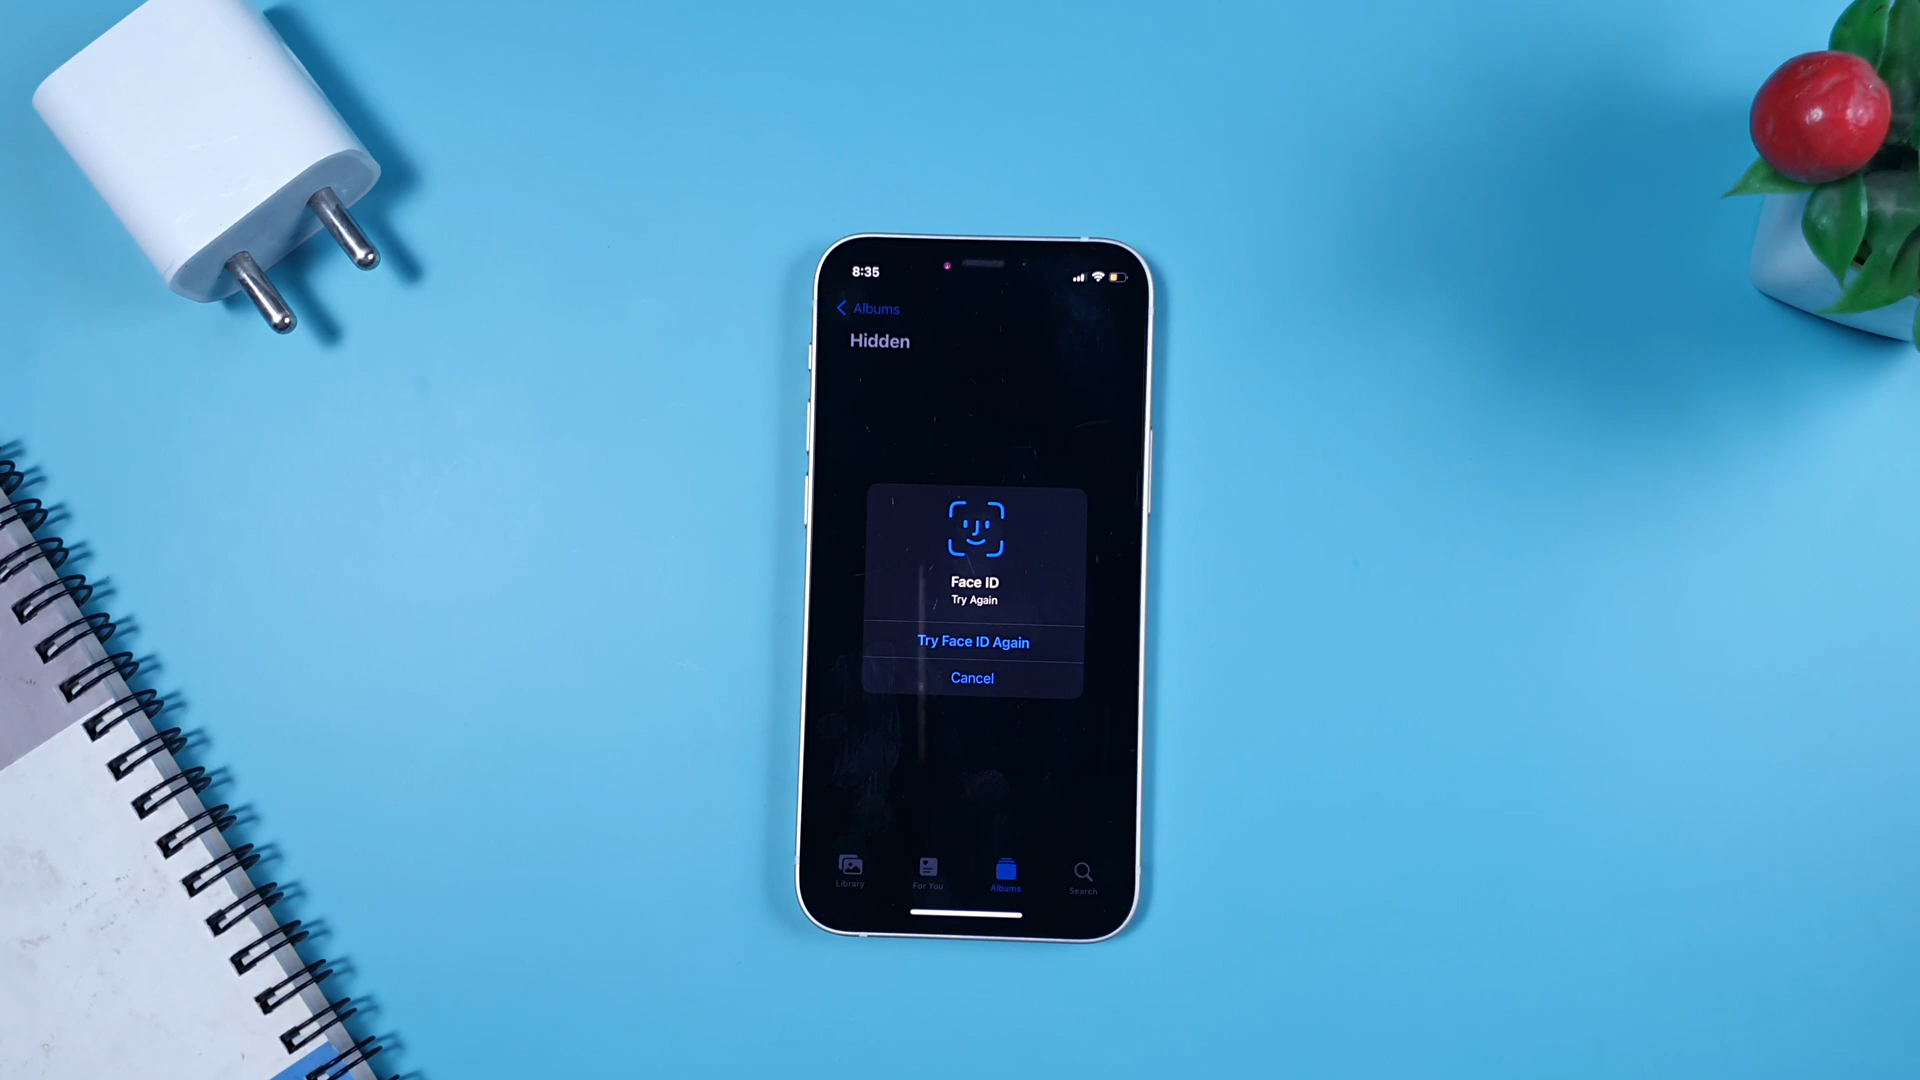 8:35
Albums
Hidden
Face ID
Try Again
Try Face ID Again
Cancel
Library
For You
Albums
Search